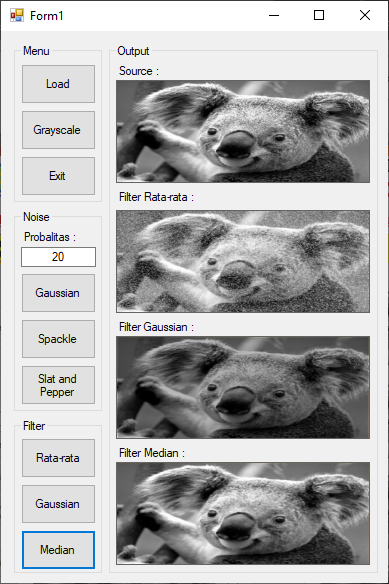 Form1
Menu
Load
Grayscale
Exit
Noise
Probalitas :
20
Gaussian
Spackle
Slat and
Pepper
Filter
Rata-rata
Gaussian
Median
Output
Source :
Filter Rata-rata :
Filter Gaussian :
Filter Median :